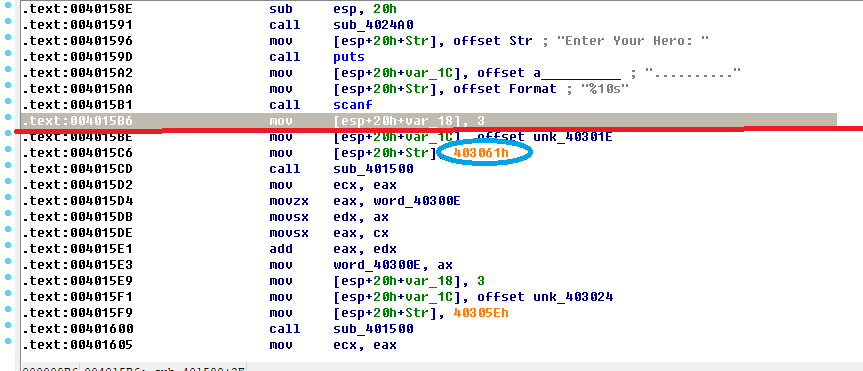 .text:0040158E sub esp, 20h
.text:00401591 call sub_4024A0
.text:00401596 mov [esp+20h+Str], offset Str ; "Enter Your Hero: "
.text:0040159D call puts
.text:004015A2 mov [esp+20h+var_1C], offset a__________ ; ".........."
.text:004015AA mov [esp+20h+Str], offset Format ; "%10s"
.text:004015B1 call scanf
.text:004015B6 mov [esp+20h+var_18], 3
.text:004015BE mov [esp+20h+var_1C], offset unk_40301E
.text:004015C6 mov [esp+20h+Str], 403061h
.text:004015CD call sub_401500
.text:004015D2 mov ecx, eax
.text:004015D4 movzx eax, word_40300E
.text:004015DB movsx edx, ax
.text:004015DE movsx eax, cx
.text:004015E1 add eax, edx
.text:004015E3 mov word_40300E, ax
.text:004015E9 mov [esp+20h+var_18], 3
.text:004015F1 mov [esp+20h+var_1C], offset unk_403024
.text:004015F9 mov [esp+20h+Str], 40305Eh
.text:00401600 call sub_401500
.text:00401605 mov ecx, eax